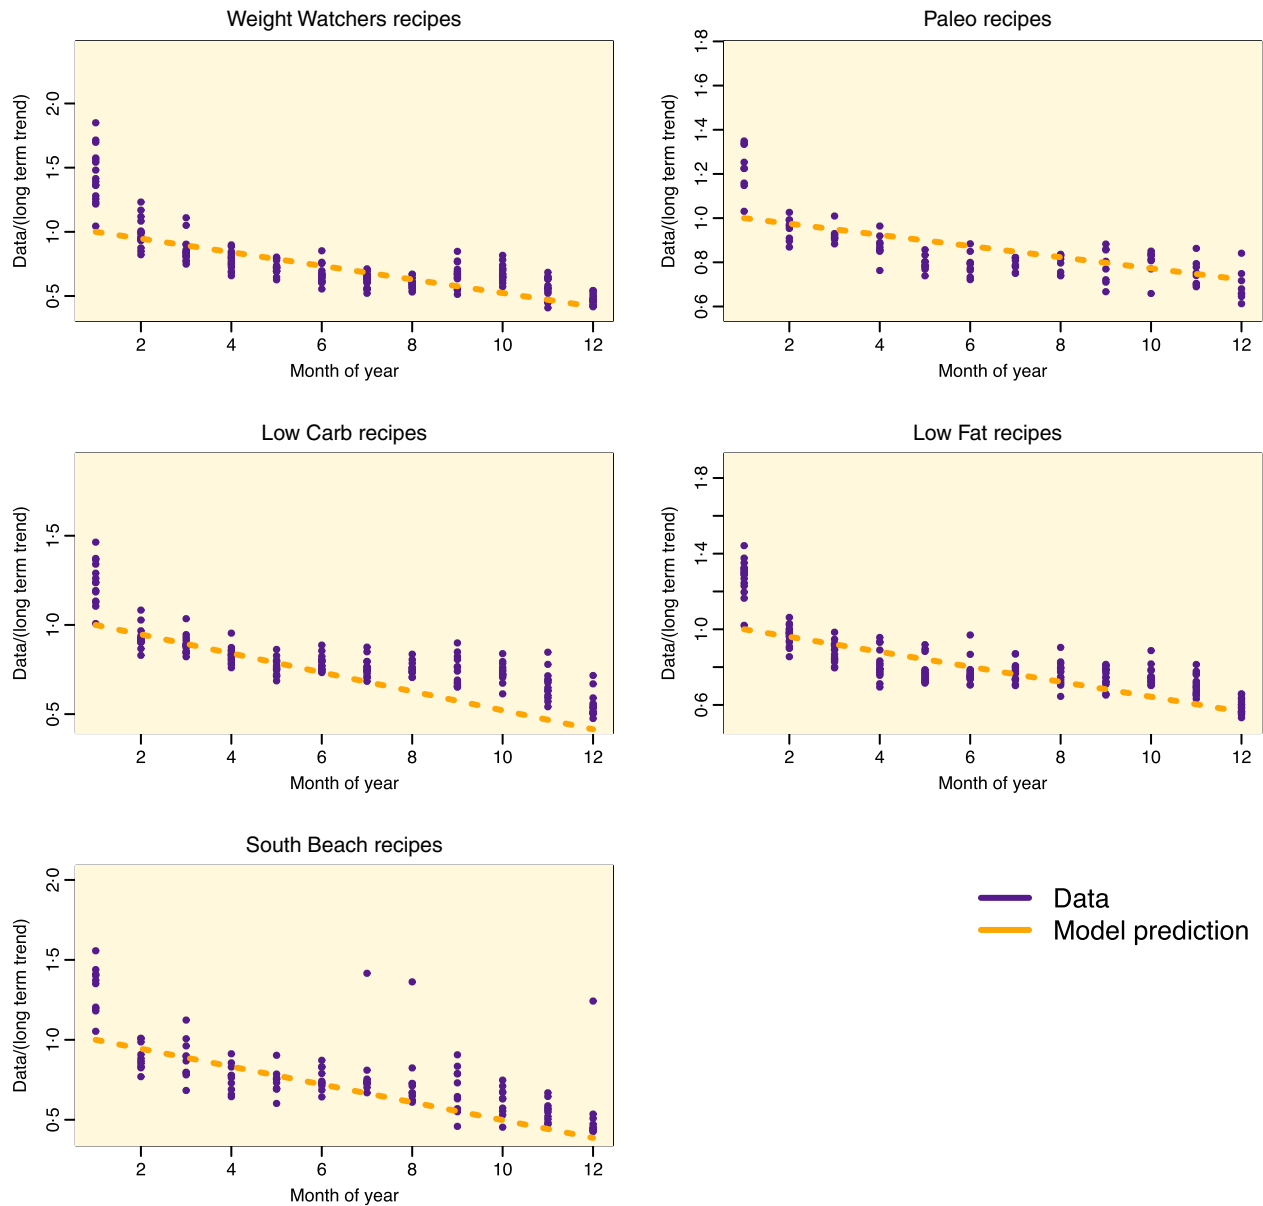 Weight Watchers recipes
Data/(long term trend)
2·0
1·5
1·0
0·5
2 4 6 8 10 12
Month of year
Paleo recipes
Data/(long term trend)
1·8
1·6
1·4
1·2
1·0
0·8
0·6
2 4 6 8 10 12
Month of year
Low Carb recipes
Data/(long term trend)
1·5
1·0
0·5
2 4 6 8 10 12
Month of year
Low Fat recipes
Data/(long term trend)
1·8
1·4
1·0
0·6
2 4 6 8 10 12
Month of year
South Beach recipes
Data/(long term trend)
2·0
1·5
1·0
0·5
2 4 6 8 10 12
Month of year
Data
Model prediction